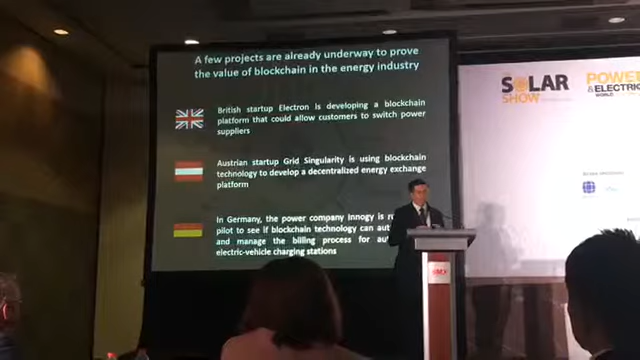 A few projects are already underway to prove
the value of blockchain in the energy industry
British startup Electron is developing a blockchain
platform that could allow customers to switch power
suppliers
Austrian startup Grid Singularity is using blockchain
technology to develop a decentralized energy exchange
platform
In Germany, the power company Innogy is
pilot to see if blockchain technology can
and manage the billing process for
electric-vehicle charging stations
SOLAR
SHOW
POWER
& ELECTRIC
WORLD